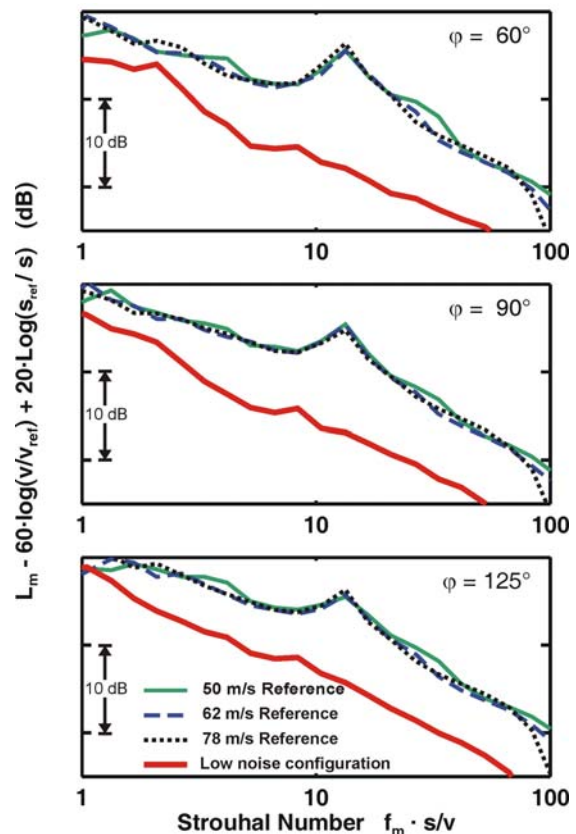 L_m - 60·log(v/v_ref) + 20·Log(s_ref/s) (dB)
φ = 60°
10 dB
1 10 100
φ = 90°
10 dB
1 10 100
φ = 125°
10 dB
50 m/s Reference
62 m/s Reference
78 m/s Reference
Low noise configuration
1 10 100
Strouhal Number f_m · s/v